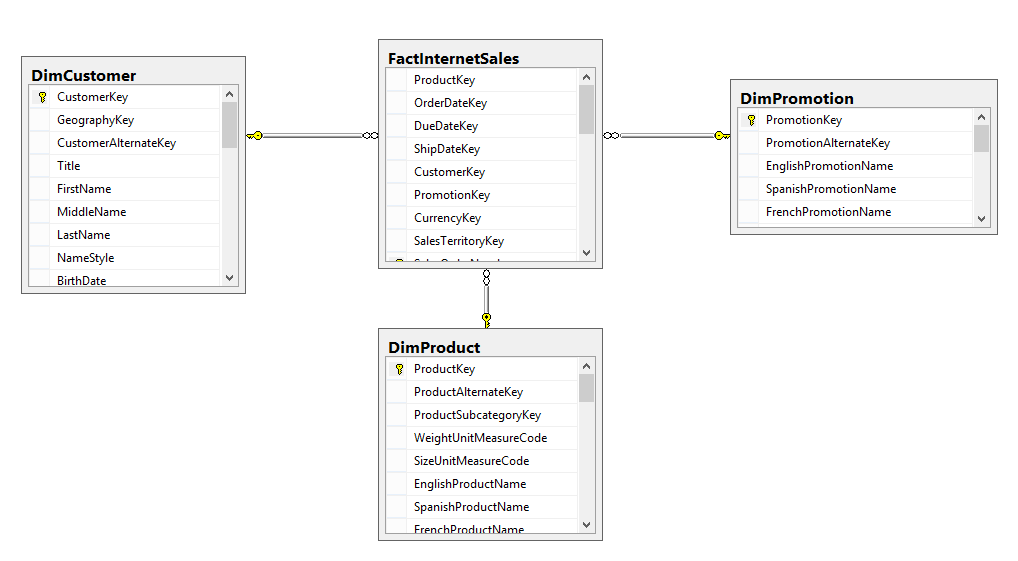 DimCustomer
CustomerKey
GeographyKey
CustomerAlternateKey
Title
FirstName
MiddleName
LastName
NameStyle
BirthDate
FactInternetSales
ProductKey
OrderDateKey
DueDateKey
ShipDateKey
CustomerKey
PromotionKey
CurrencyKey
SalesTerritoryKey
DimPromotion
PromotionKey
PromotionAlternateKey
EnglishPromotionName
SpanishPromotionName
FrenchPromotionName
DimProduct
ProductKey
ProductAlternateKey
ProductSubcategoryKey
WeightUnitMeasureCode
SizeUnitMeasureCode
EnglishProductName
SpanishProductName
FrenchProductName